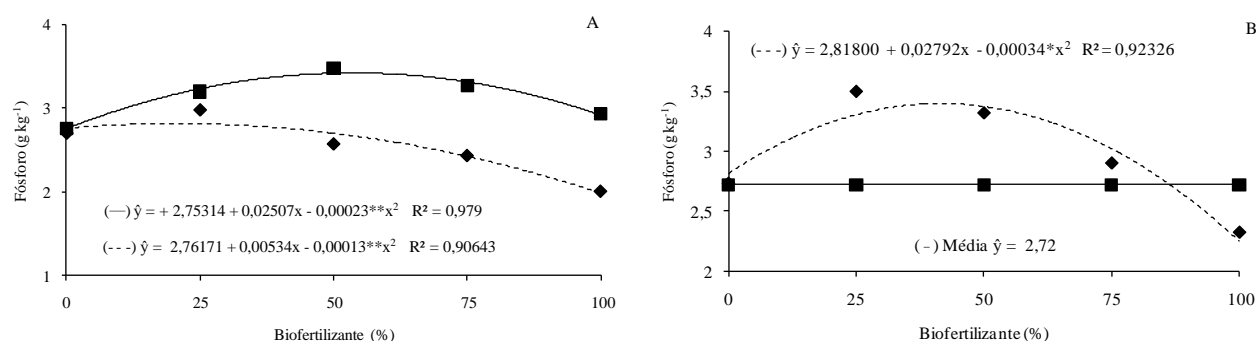 A
4
3
2
1
Fósforo (g kg-1)
(—) ŷ = + 2,75314 + 0,02507x - 0,00023**x² R² = 0,979
(- - -) ŷ = 2,76171 + 0,00534x - 0,00013**x² R² = 0,90643
0 25 50 75 100
Biofertilizante (%)
B
(- - -) ŷ = 2,81800 + 0,02792x - 0,00034*x² R² = 0,92326
4
3,5
3
2,5
2
Fósforo (g kg-1)
(-) Média ŷ = 2,72
0 25 50 75 100
Biofertilizante (%)